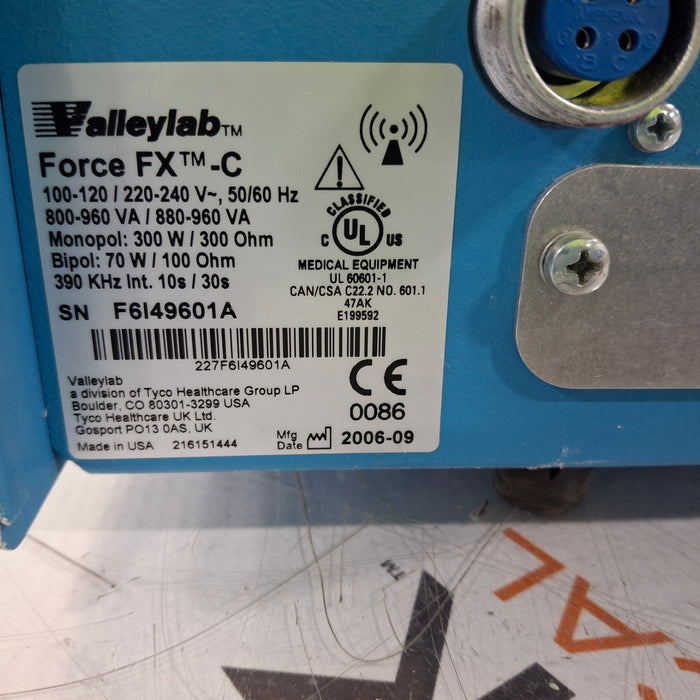 AMPHENOL
B C
Valleylab™
Force FX™-C
100-120 / 220-240 V~, 50/60 Hz
800-960 VA / 880-960 VA
Monopol: 300 W / 300 Ohm
Bipol: 70 W / 100 Ohm
390 KHz Int. 10s / 30s
SN F6I49601A
227F6I49601A
CLASSIFIED
C UL US
MEDICAL EQUIPMENT
UL 60601-1
CAN/CSA C22.2 NO. 601.1
47AK
E199592
Valleylab
a division of Tyco Healthcare Group LP
Boulder, CO 80301-3299 USA
Tyco Healthcare UK Ltd.
Gosport PO13 0AS, UK
Made in USA 216151444
CE
0086
Mfg
Date 2006-09
TM
AL